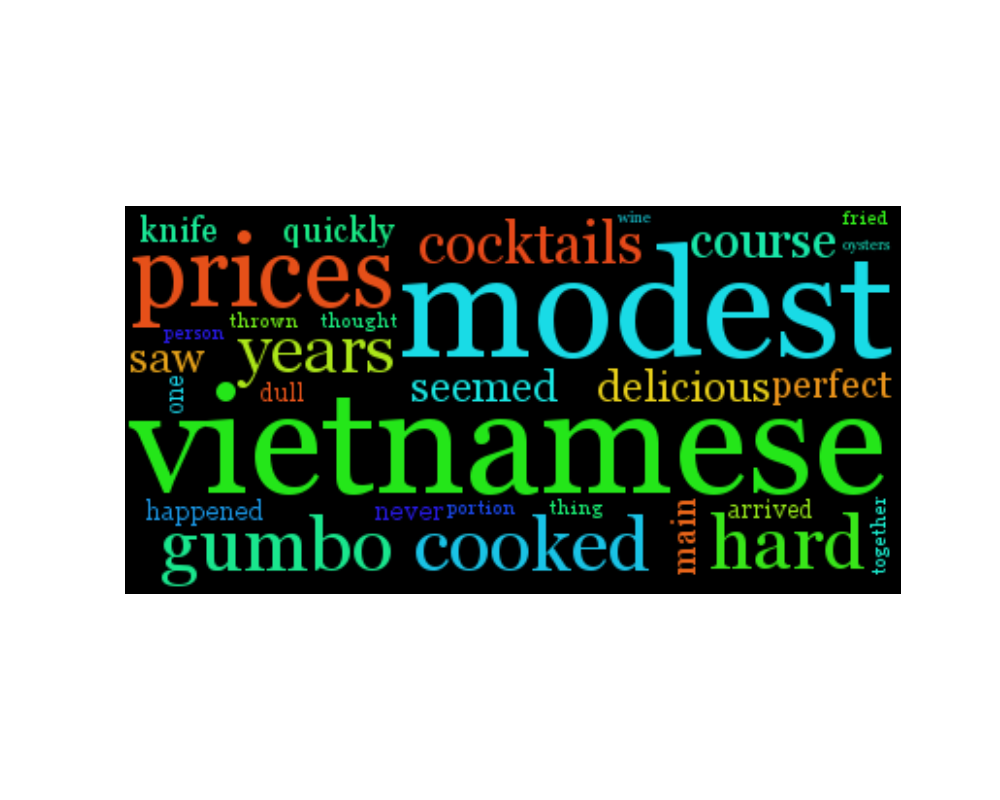 knife quickly cocktails wine course fried
oysters
prices modest
person thrown thought
saw years
one dull seemed delicious perfect
vietnamese
happened never portion thing main arrived together
gumbo cooked hard